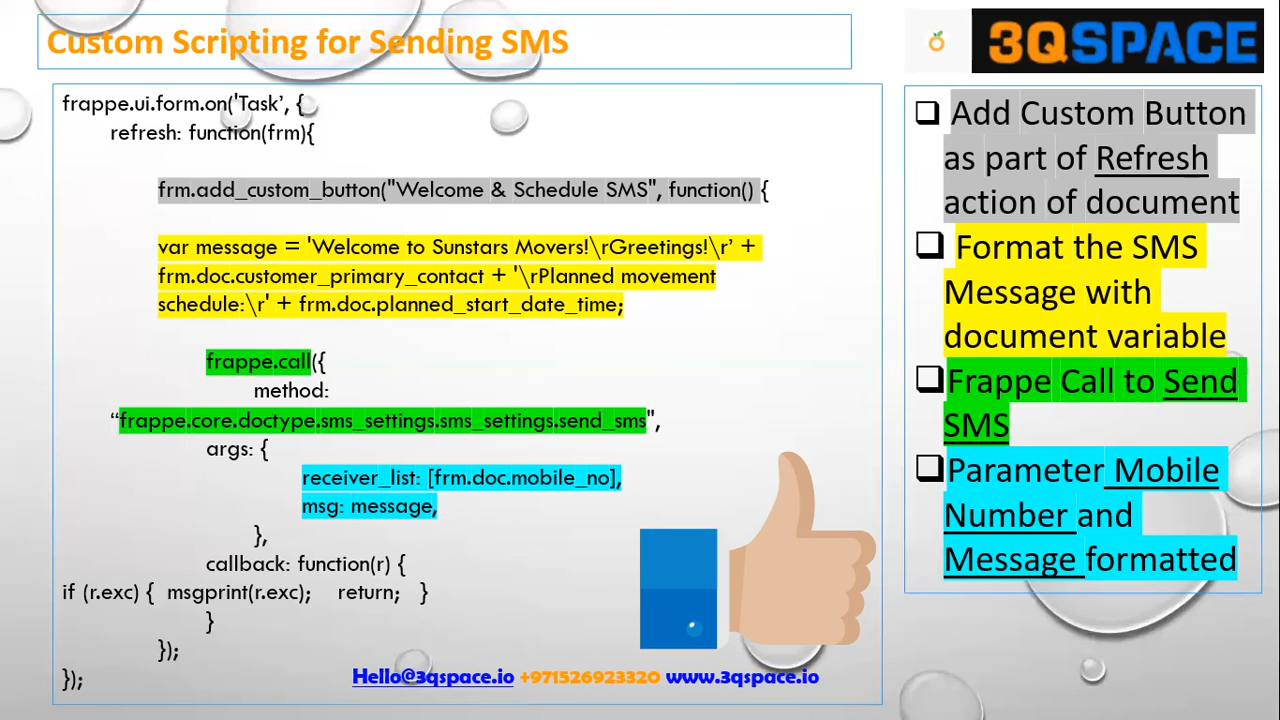 Custom Scripting for Sending SMS
3QSPACE
frappe.ui.form.on('Task’, {
refresh: function(frm){
frm.add_custom_button("Welcome & Schedule SMS", function() {
var message = 'Welcome to Sunstars Movers!\rGreetings!\r’ +
frm.doc.customer_primary_contact + '\rPlanned movement
schedule:\r' + frm.doc.planned_start_date_time;
frappe.call({
method:
“frappe.core.doctype.sms_settings.sms_settings.send_sms",
args: {
receiver_list: [frm.doc.mobile_no],
msg: message,
},
callback: function(r) {
if (r.exc) { msgprint(r.exc); return; }
}
});
});
Hello@3qspace.io +971526923320 www.3qspace.io
Add Custom Button
as part of Refresh
action of document
Format the SMS
Message with
document variable
Frappe Call to Send
SMS
Parameter Mobile
Number and
Message formatted